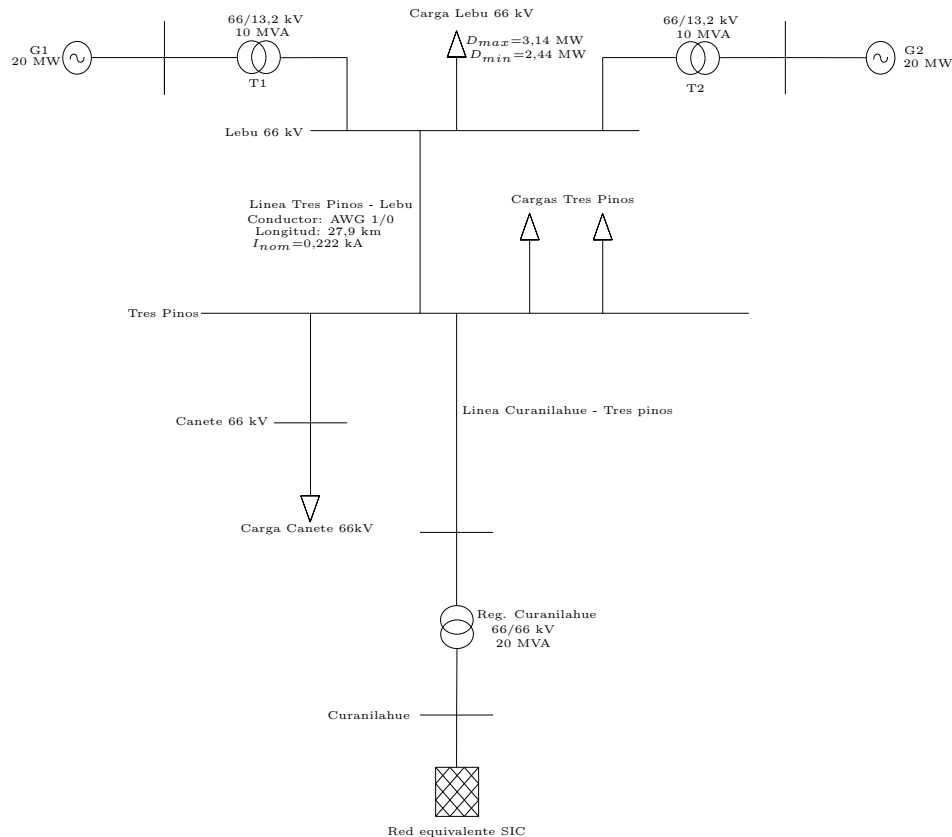 Carga Lebu 66 kV
66/13,2 kV
10 MVA
66/13,2 kV
10 MVA
D_max=3,14 MW
D_min=2,44 MW
G1
20 MW
G2
20 MW
T1
T2
Lebu 66 kV
Linea Tres Pinos - Lebu
Conductor: AWG 1/0
Longitud: 27,9 km
I_nom=0,222 kA
Cargas Tres Pinos
Tres Pinos
Linea Curanilahue - Tres pinos
Canete 66 kV
Carga Canete 66kV
Reg. Curanilahue
66/66 kV
20 MVA
Curanilahue
Red equivalente SIC